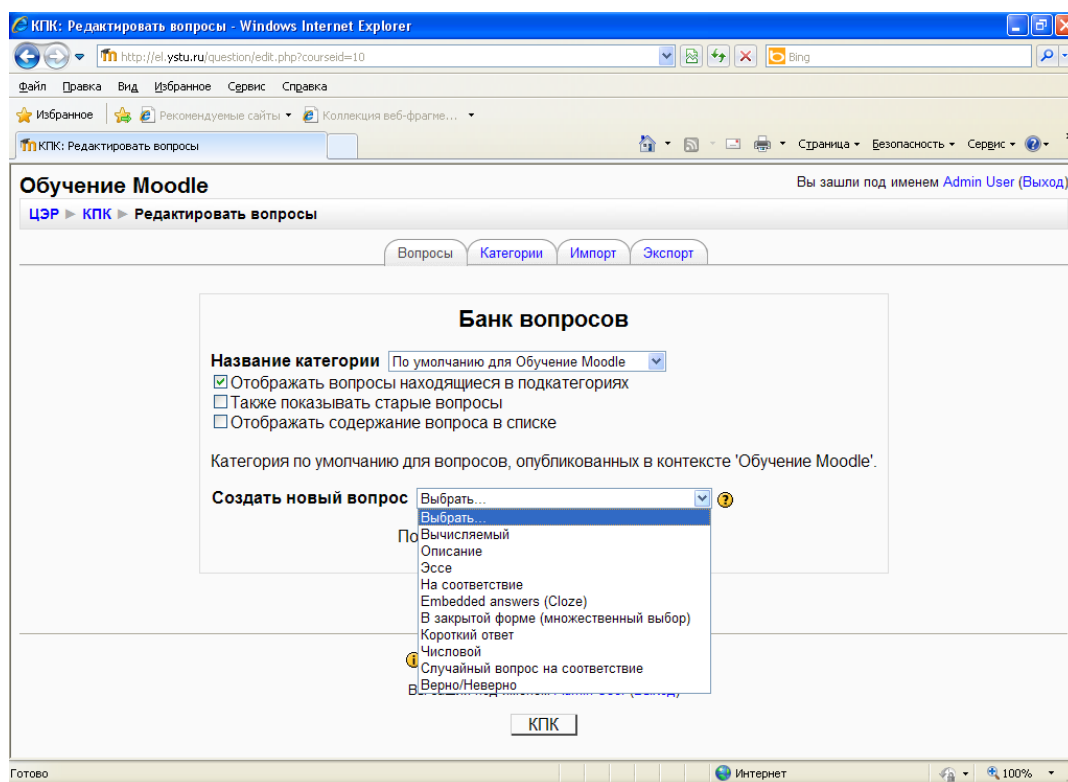 КПК: Редактировать вопросы - Windows Internet Explorer
http://el.ystu.ru/question/edit.php?courseid=10
Bing
Файл Правка Вид Избранное Сервис Справка
Избранное Рекомендуемые сайты Коллекция веб-фрагме...
КПК: Редактировать вопросы
Страница Безопасность Сервис
Обучение Moodle
Вы зашли под именем Admin User (Выход)
ЦЭР ► КПК ► Редактировать вопросы
Вопросы Категории Импорт Экспорт
Банк вопросов
Название категории По умолчанию для Обучение Moodle
Отображать вопросы находящиеся в подкатегориях
Также показывать старые вопросы
Отображать содержание вопроса в списке
Категория по умолчанию для вопросов, опубликованных в контексте 'Обучение Moodle'.
Создать новый вопрос Выбрать...
Выбрать...
По
Вычисляемый
Описание
Эссе
На соответствие
Embedded answers (Cloze)
В закрытой форме (множественный выбор)
Короткий ответ
Числовой
Случайный вопрос на соответствие
Верно/Неверно
КПК
Готово
Интернет
100%